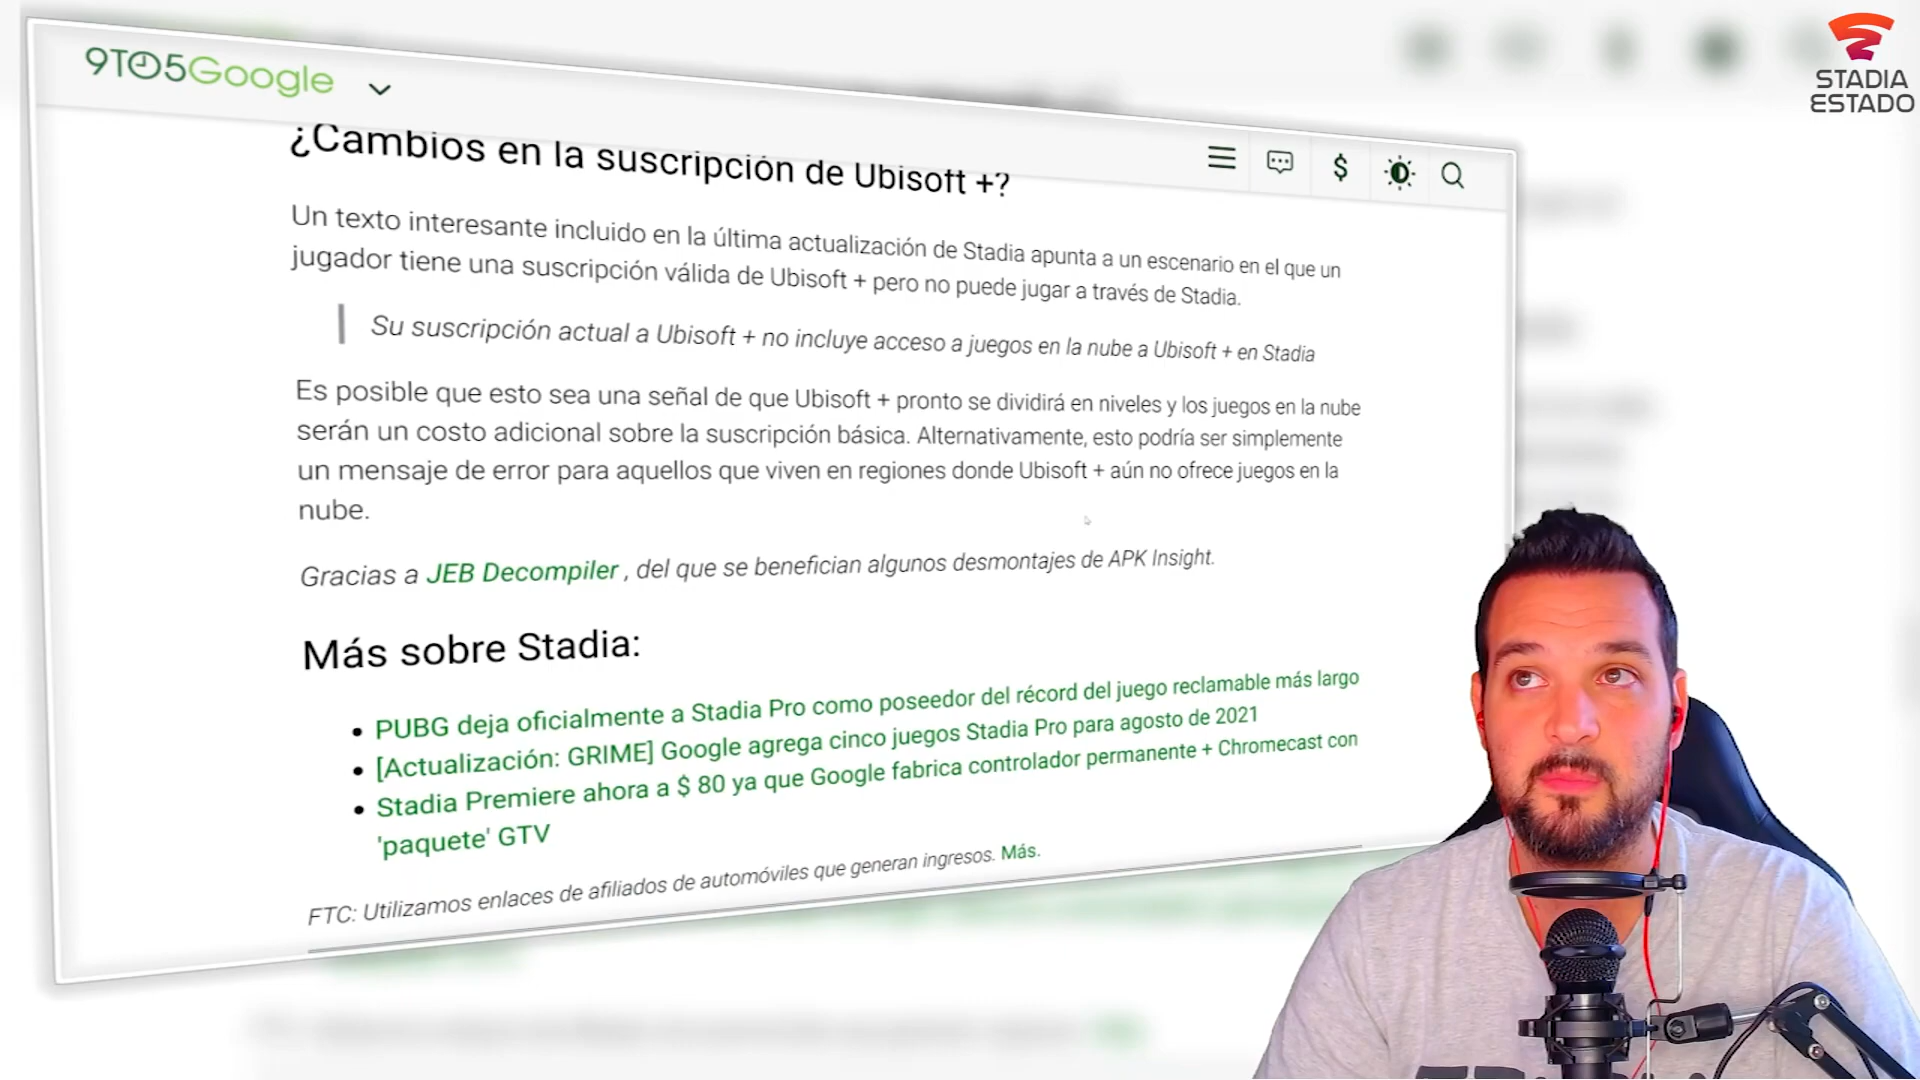 9TO5Google
STADIA
ESTADO
¿Cambios en la suscripción de Ubisoft +?
Un texto interesante incluido en la última actualización de Stadia apunta a un escenario en el que un
jugador tiene una suscripción válida de Ubisoft + pero no puede jugar a través de Stadia.
Su suscripción actual a Ubisoft + no incluye acceso a juegos en la nube a Ubisoft + en Stadia
Es posible que esto sea una señal de que Ubisoft + pronto se dividirá en niveles y los juegos en la nube
serán un costo adicional sobre la suscripción básica. Alternativamente, esto podría ser simplemente
un mensaje de error para aquellos que viven en regiones donde Ubisoft + aún no ofrece juegos en la
nube.
Gracias a JEB Decompiler , del que se benefician algunos desmontajes de APK Insight.
Más sobre Stadia:
PUBG deja oficialmente a Stadia Pro como poseedor del récord del juego reclamable más largo
[Actualización: GRIME] Google agrega cinco juegos Stadia Pro para agosto de 2021
Stadia Premiere ahora a $ 80 ya que Google fabrica controlador permanente + Chromecast con
'paquete' GTV
FTC: Utilizamos enlaces de afiliados de automóviles que generan ingresos. Más.